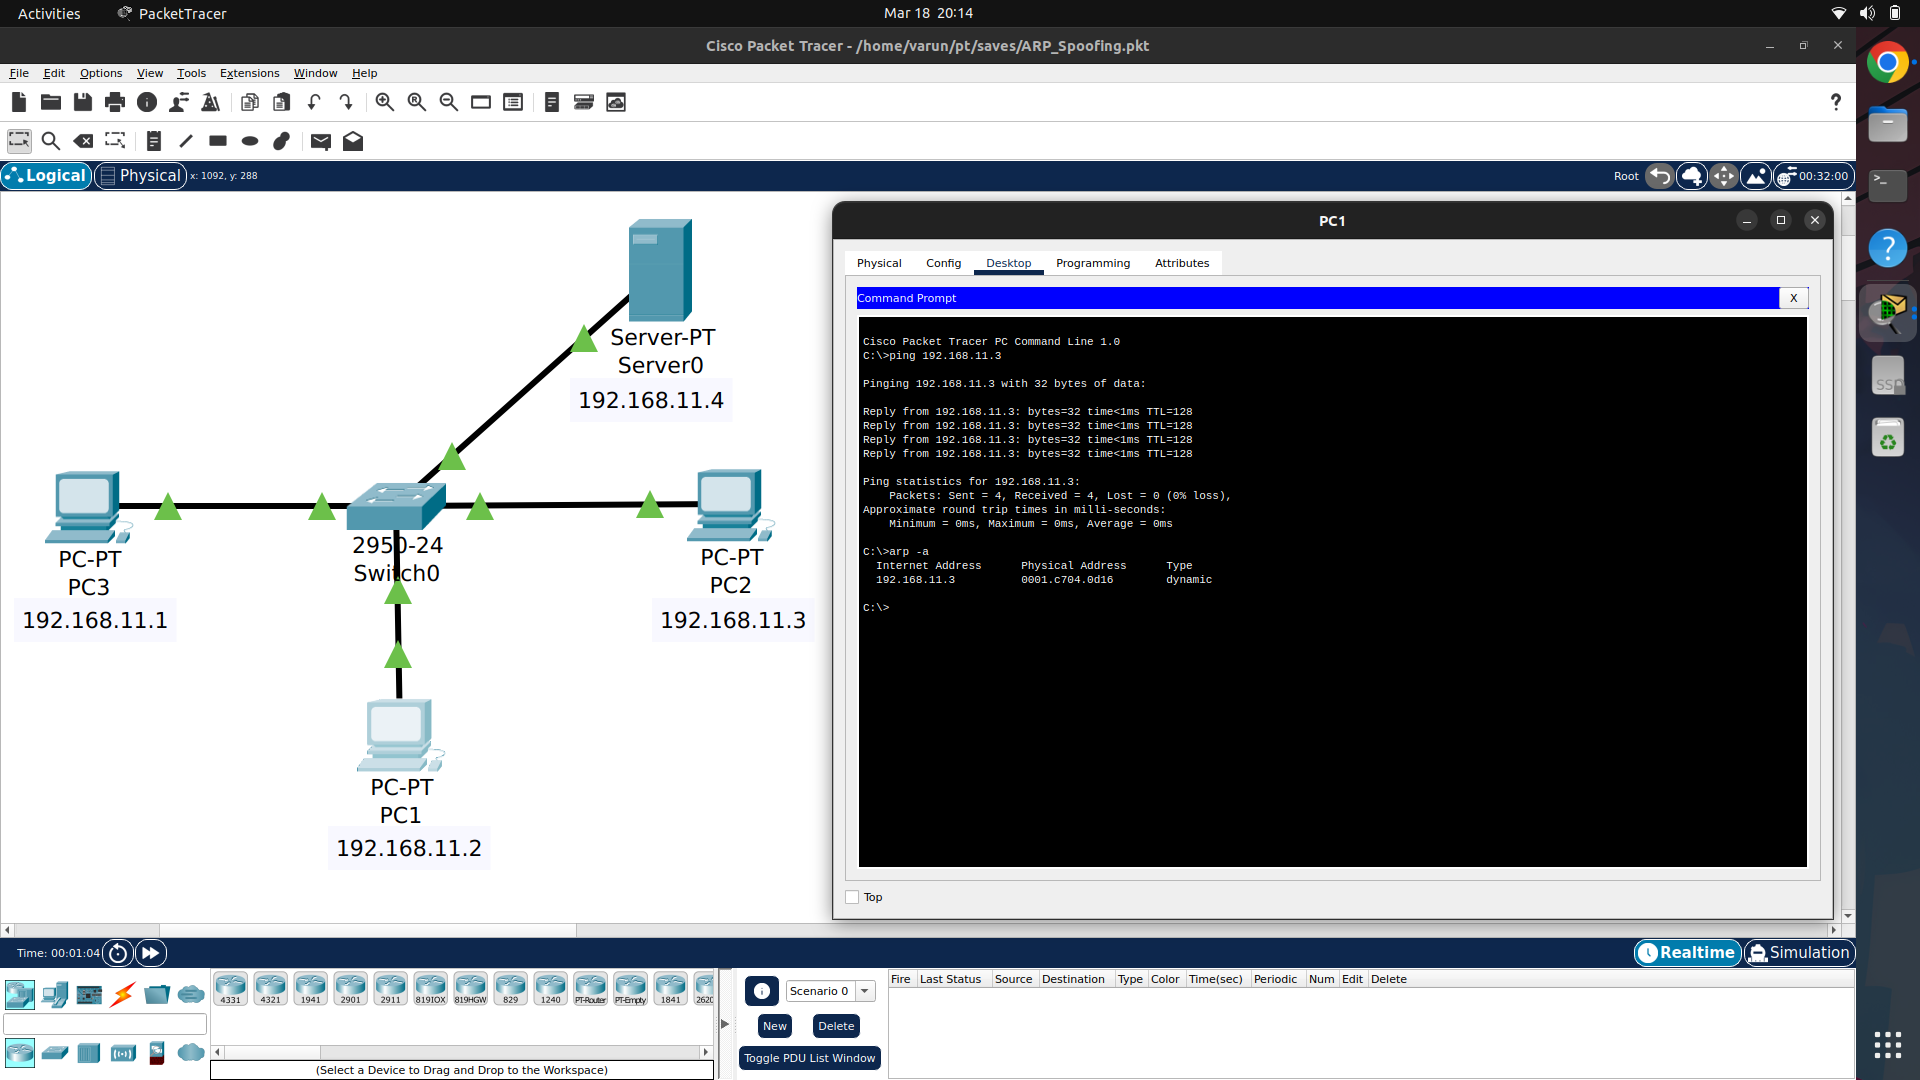 Activities
PacketTracer
Mar 18 20:14
Cisco Packet Tracer - /home/varun/pt/saves/ARP_Spoofing.pkt
File Edit Options View Tools Extensions Window Help
?
Logical
Physical
x: 1092, y: 288
Root
00:32:00
Server-PT
Server0
192.168.11.4
PC-PT
PC3
192.168.11.1
2950-24
Switch0
PC-PT
PC2
192.168.11.3
PC-PT
PC1
192.168.11.2
PC1
Physical Config Desktop Programming Attributes
Command Prompt
X
Cisco Packet Tracer PC Command Line 1.0
C:\>ping 192.168.11.3
Pinging 192.168.11.3 with 32 bytes of data:
Reply from 192.168.11.3: bytes=32 time<1ms TTL=128
Reply from 192.168.11.3: bytes=32 time<1ms TTL=128
Reply from 192.168.11.3: bytes=32 time<1ms TTL=128
Reply from 192.168.11.3: bytes=32 time<1ms TTL=128
Ping statistics for 192.168.11.3:
Packets: Sent = 4, Received = 4, Lost = 0 (0% loss),
Approximate round trip times in milli-seconds:
Minimum = 0ms, Maximum = 0ms, Average = 0ms
C:\>arp -a
Internet Address Physical Address Type
192.168.11.3 0001.c704.0d16 dynamic
C:\>
Top
Time: 00:01:04
Realtime
Simulation
4331 4321 1941 2901 2911 819IOX 819HGW 829 1240 PT-Router PT-Empty 1841 2620
(Select a Device to Drag and Drop to the Workspace)
Scenario 0
New
Delete
Toggle PDU List Window
Fire Last Status Source Destination Type Color Time(sec) Periodic Num Edit Delete
?
SSD